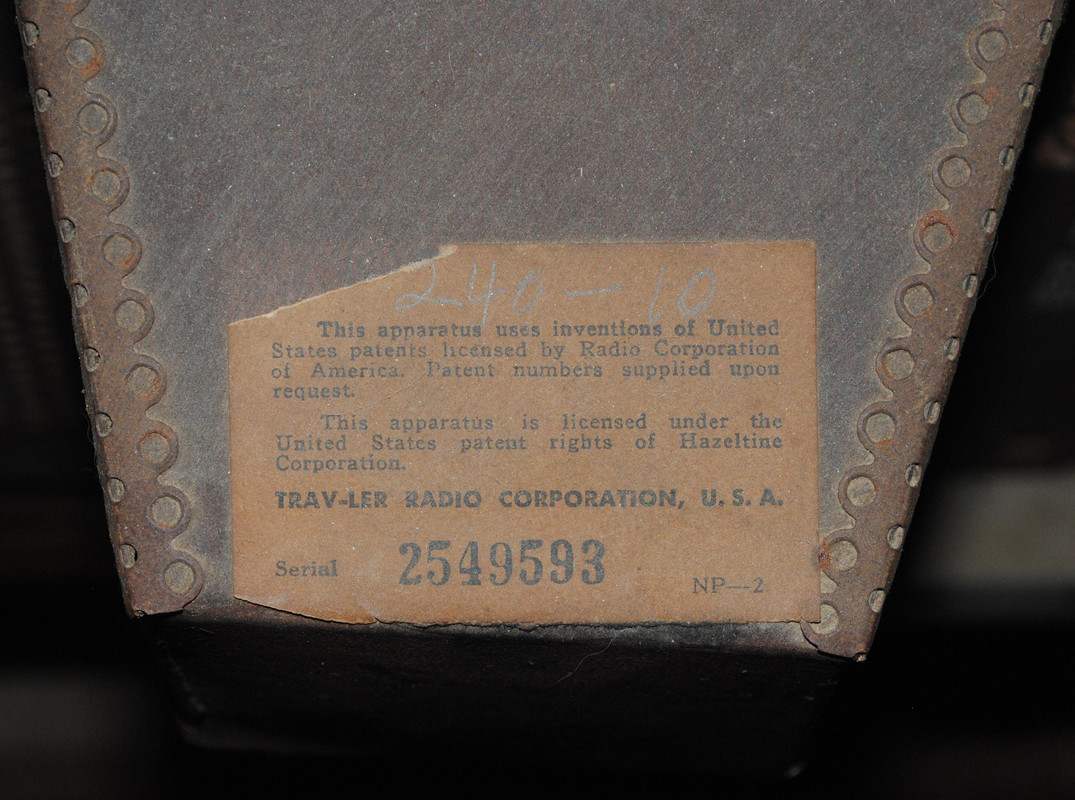 240-10
This apparatus uses inventions of United
States patents licensed by Radio Corporation
of America. Patent numbers supplied upon
request.
This apparatus is licensed under the
United States patent rights of Hazeltine
Corporation.
TRAV-LER RADIO CORPORATION, U.S.A.
Serial 2549593 NP—2